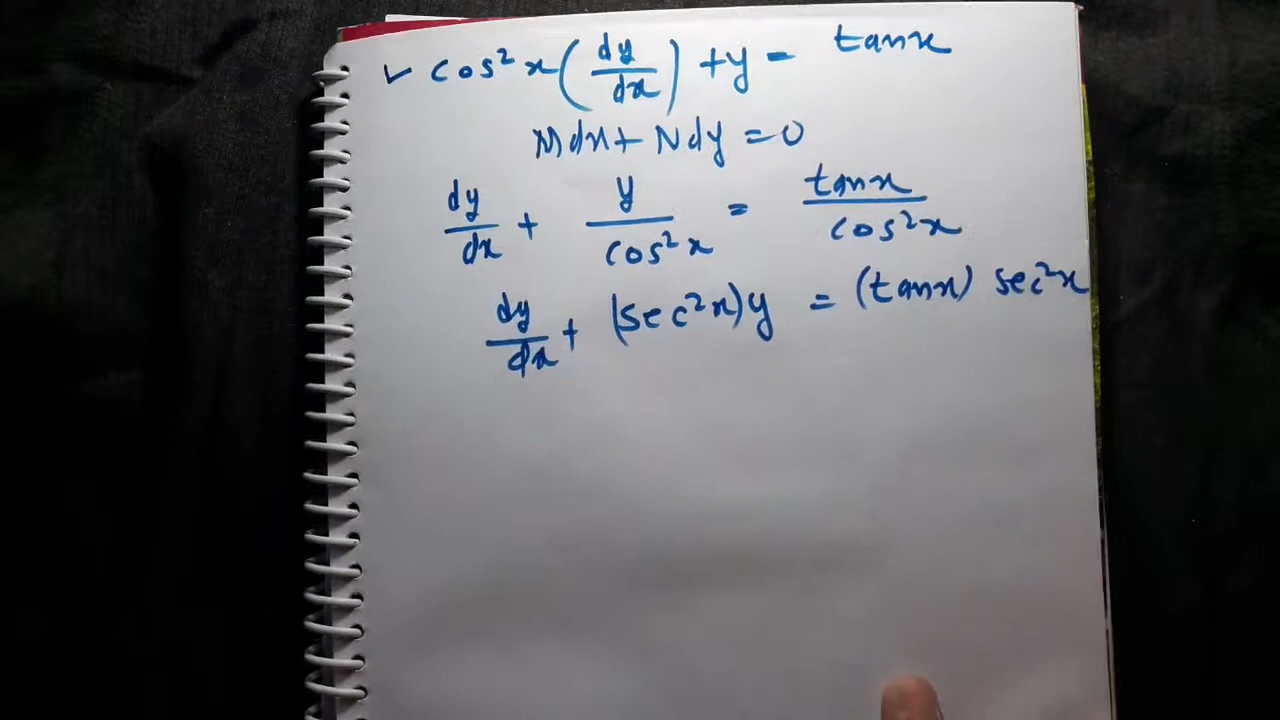 ✓ cos²x(dy/dx) + y = tanx
Mdx + Ndy = 0
dy/dx + y/cos²x = tanx/cos²x
dy/dx + (sec²x)y = (tanx) sec²x